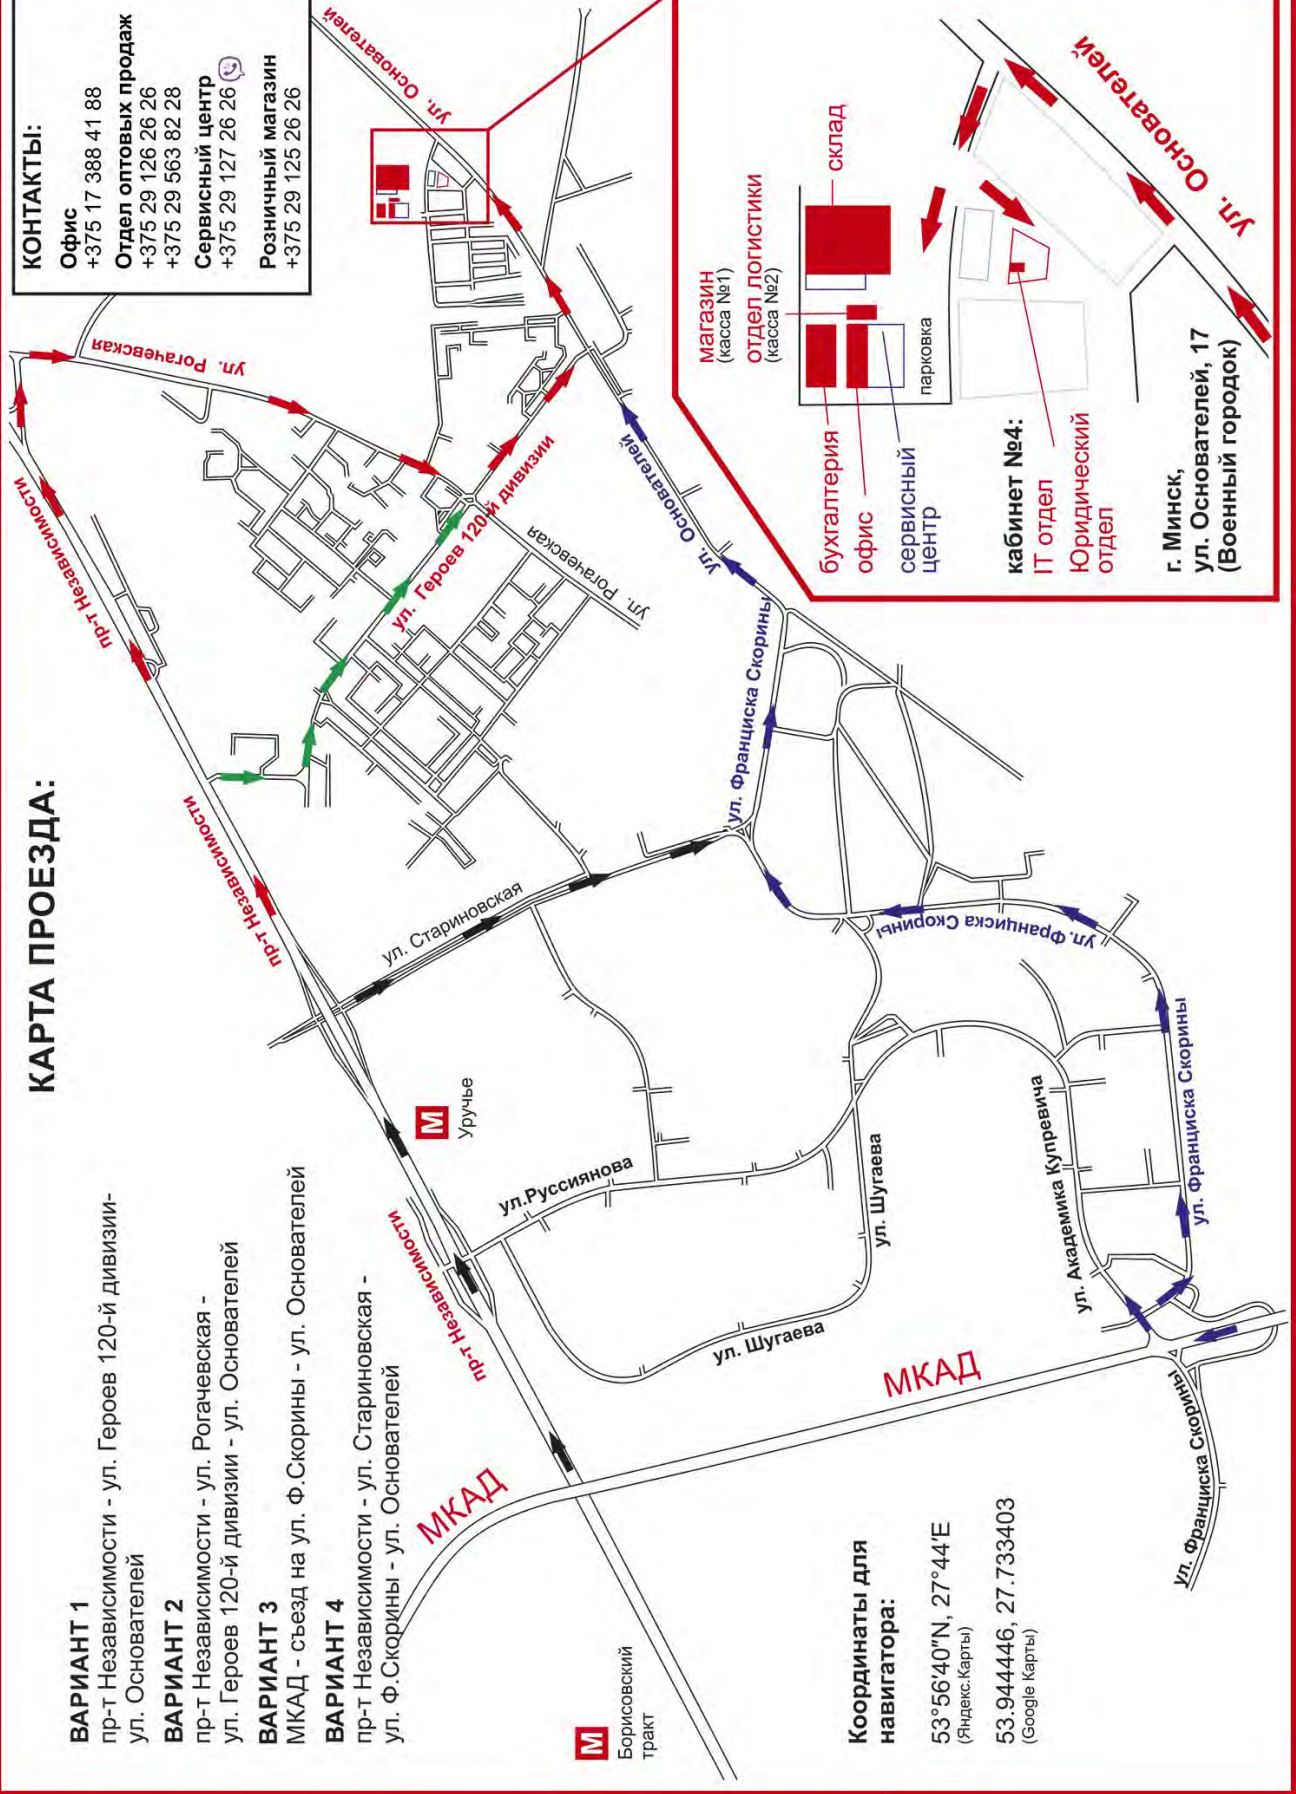 КАРТА ПРОЕЗДА:
ВАРИАНТ 1
пр-т Независимости - ул. Героев 120-й дивизии-
ул. Основателей
ВАРИАНТ 2
пр-т Независимости - ул. Рогачевская -
ул. Героев 120-й дивизии - ул. Основателей
ВАРИАНТ 3
МКАД - съезд на ул. Ф.Скорины - ул. Основателей
ВАРИАНТ 4
пр-т Независимости - ул. Стариновская -
ул. Ф.Скорины - ул. Основателей
КОНТАКТЫ:
Офис
+375 17 388 41 88
Отдел оптовых продаж
+375 29 126 26 26
+375 29 563 82 28
Сервисный центр
+375 29 127 26 26
Розничный магазин
+375 29 125 26 26
пр-т Независимости
пр-т Независимости
пр-т Независимости
пр-т Независимости
ул. Рогачевская
ул. Основателей
ул. Героев 120-й дивизии
ул. Рогачевская
ул. Стариновская
М
Уручье
ул.Руссиянова
ул. Шугаева
ул. Шугаева
МКАД
МКАД
М
Борисовский
тракт
ул. Основателей
ул. Франциска Скорины
ул. Франциска Скорины
ул. Франциска Скорины
ул. Академика Купревича
ул. Франциска Скорины
Координаты для
навигатора:
53°56'40"N, 27°44'E
(Яндекс.Карты)
53.944446, 27.733403
(Google Карты)
магазин
(касса №1)
отдел логистики
(касса №2)
склад
бухгалтерия
офис
сервисный
центр
парковка
кабинет №4:
IT отдел
Юридический
отдел
ул. Основателей
г. Минск,
ул. Основателей, 17
(Военный городок)